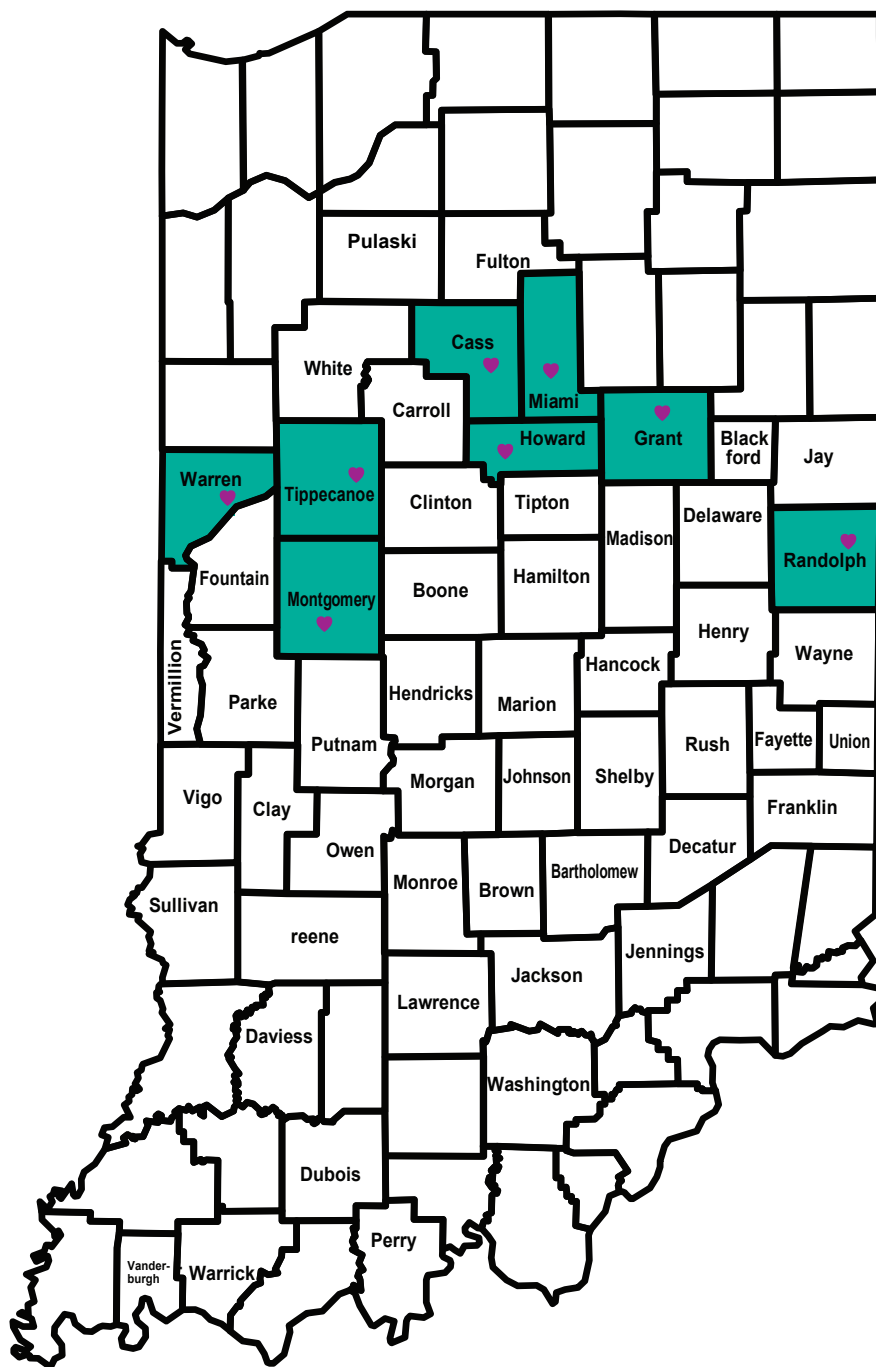 Pulaski
Fulton
Cass
White
Miami
Carroll
Howard
Grant
Black
ford
Jay
Warren
Tippecanoe
Clinton
Tipton
Madison
Delaware
Randolph
Fountain
Montgomery
Boone
Hamilton
Henry
Wayne
Hancock
Vermillion
Parke
Hendricks
Marion
Putnam
Rush
Fayette
Union
Morgan
Johnson
Shelby
Vigo
Clay
Franklin
Owen
Decatur
Monroe
Brown
Bartholomew
Sullivan
reene
Jennings
Jackson
Lawrence
Daviess
Washington
Dubois
Perry
Vander-
burgh
Warrick